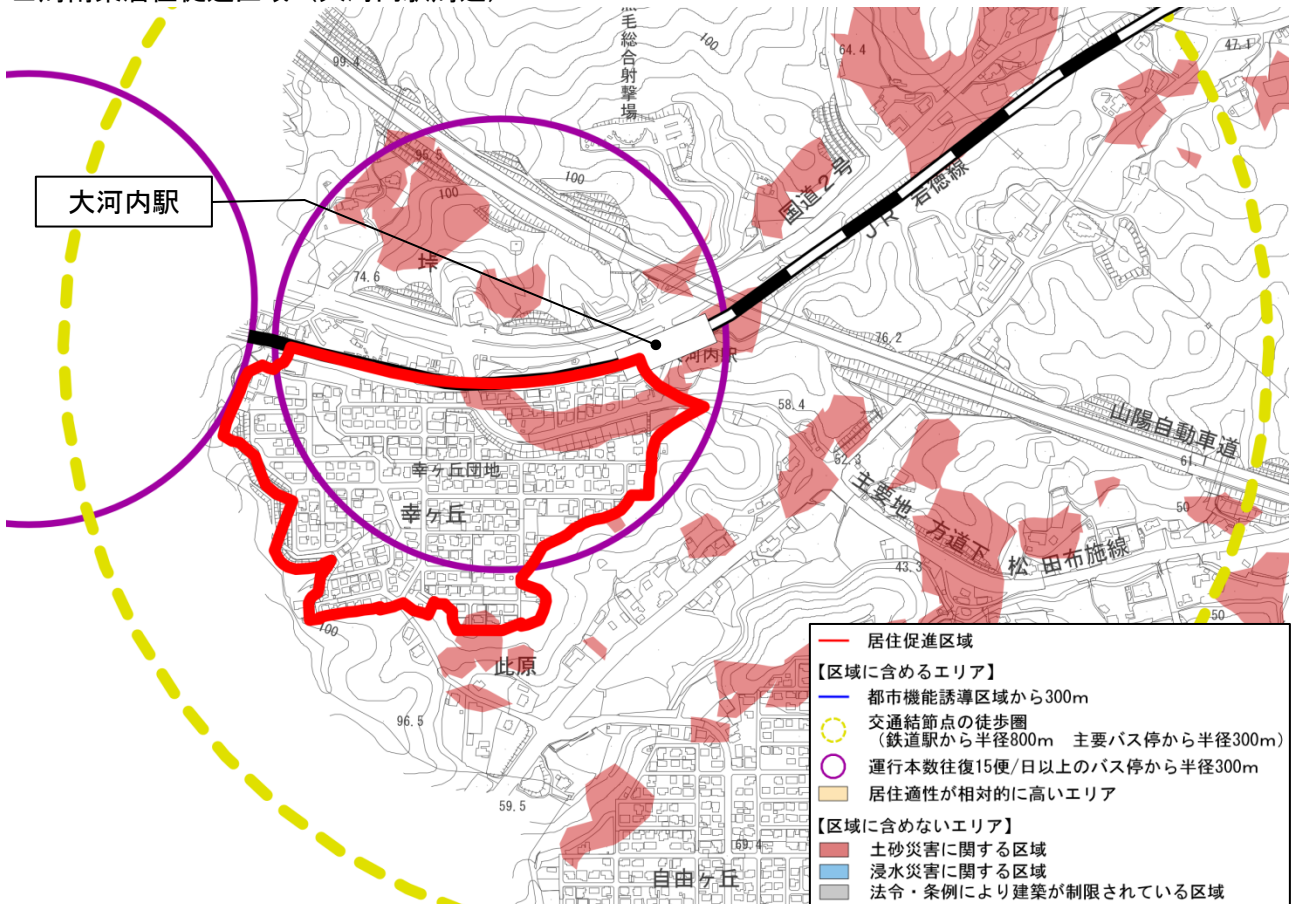 99.4
黒毛総合射撃場
100
64.4
47.1
95.5
100
100
国道２号
JR 岩徳線
大河内駅
峠
74.6
76.2
大河内駅
58.4
山陽自動車道
61.1
62.3
幸ヶ丘団地
主要地方道下松田布施線
50
幸ヶ丘
43.3
50
100
此原
96.5
59.5
69.4
自由ヶ丘
居住促進区域
【区域に含めるエリア】
都市機能誘導区域から300m
交通結節点の徒歩圏
（鉄道駅から半径800m　主要バス停から半径300m）
運行本数往復15便/日以上のバス停から半径300m
居住適性が相対的に高いエリア
【区域に含めないエリア】
土砂災害に関する区域
浸水災害に関する区域
法令・条例により建築が制限されている区域